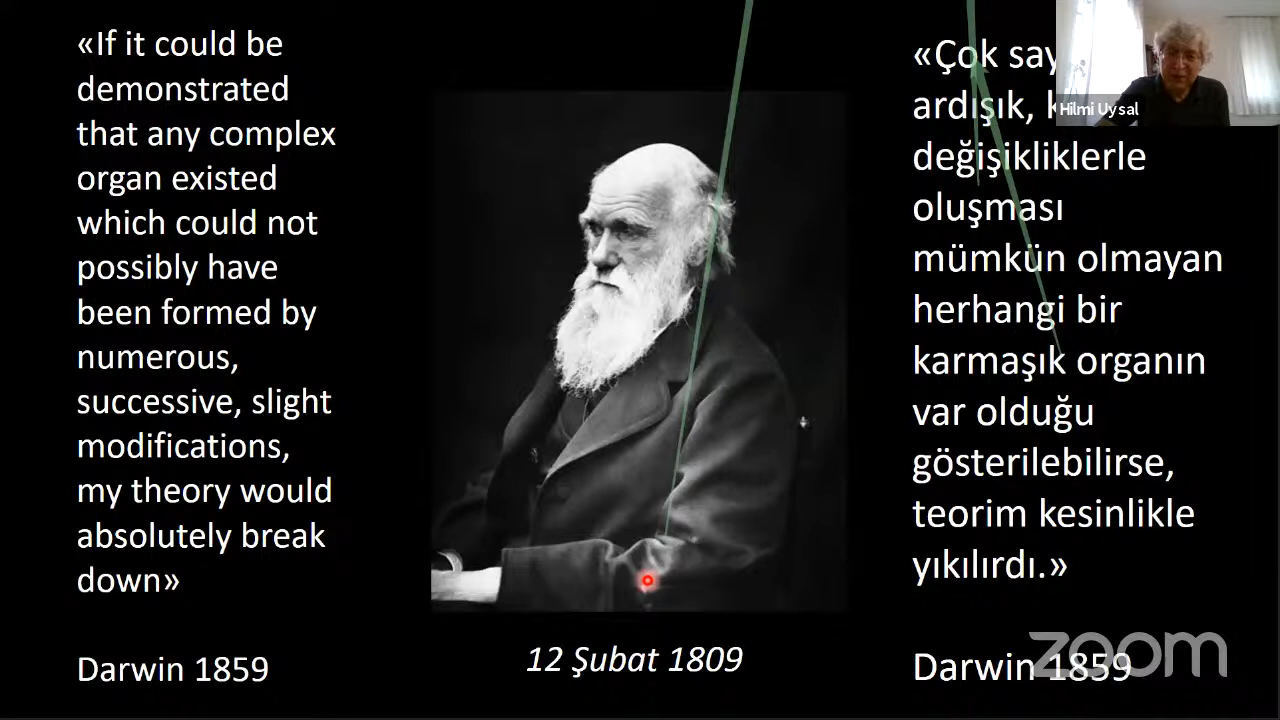 «If it could be
demonstrated
that any complex
organ existed
which could not
possibly have
been formed by
numerous,
successive, slight
modifications,
my theory would
absolutely break
down»
Darwin 1859
12 Şubat 1809
«Çok
ardışık,
değişikliklerle
oluşması
mümkün olmayan
herhangi bir
karmaşık organın
var olduğu
gösterilebilirse,
teorim kesinlikle
yıkılırdı.»
Darwin 1859
Hilmi Uysal
zoom